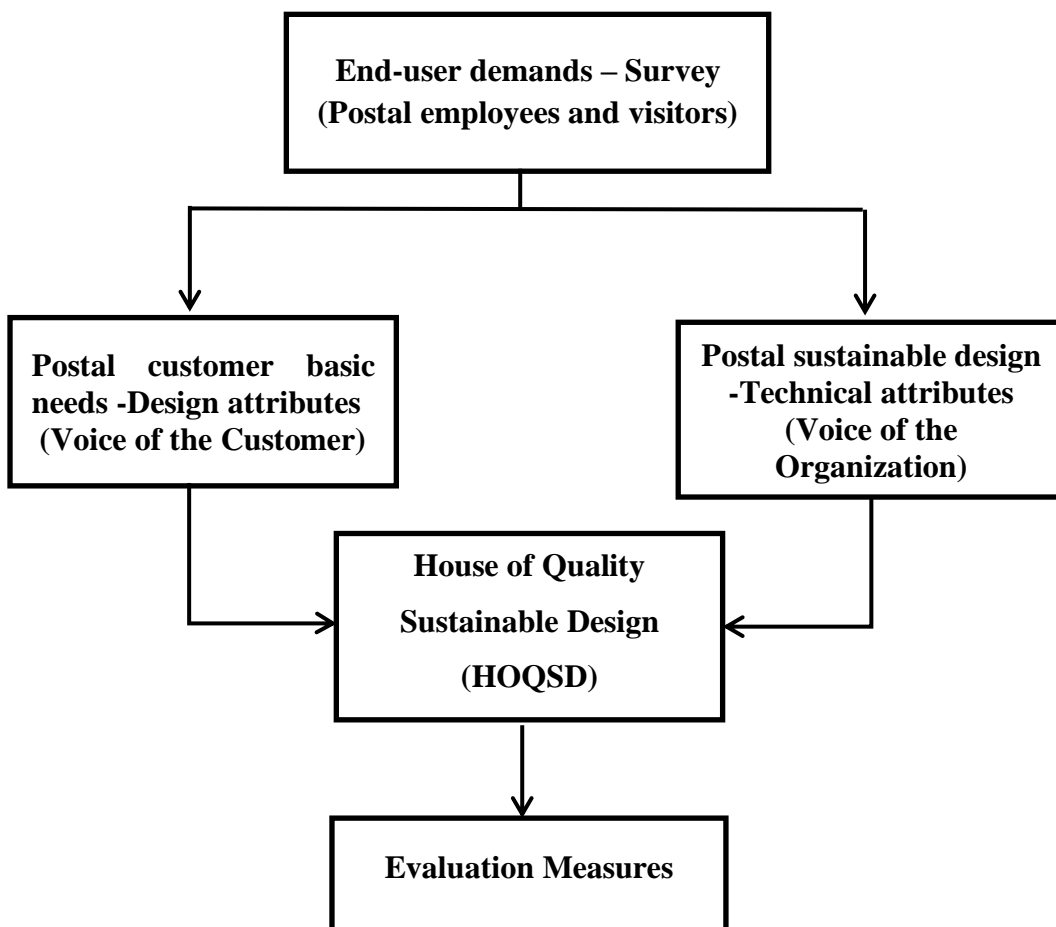 End-user demands – Survey
(Postal employees and visitors)
Postal customer basic
needs -Design attributes
(Voice of the Customer)
Postal sustainable design
-Technical attributes
(Voice of the
Organization)
House of Quality
Sustainable Design
(HOQSD)
Evaluation Measures